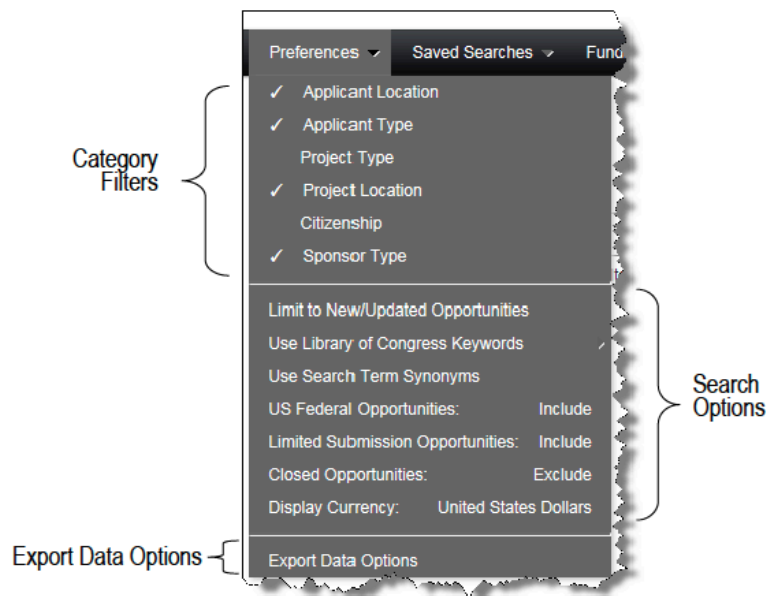 Preferences Saved Searches Fund
✓ Applicant Location
✓ Applicant Type
Project Type
✓ Project Location
Citizenship
✓ Sponsor Type
Category
Filters
Limit to New/Updated Opportunities
Use Library of Congress Keywords
Use Search Term Synonyms
US Federal Opportunities: Include
Limited Submission Opportunities: Include
Closed Opportunities: Exclude
Display Currency: United States Dollars
Search
Options
Export Data Options
Export Data Options